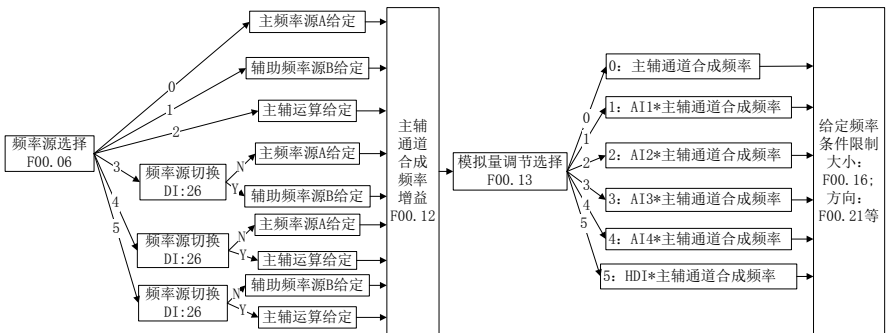 频率源选择
F00.06
0
1
2
3
4
5
主频率源A给定
辅助频率源B给定
主辅运算给定
频率源切换
DI:26
N
Y
主频率源A给定
辅助频率源B给定
频率源切换
DI:26
N
Y
主频率源A给定
主辅运算给定
频率源切换
DI:26
N
Y
辅助频率源B给定
主辅运算给定
主辅
通道
合成
频率
增益
F00.12
模拟量调节选择
F00.13
0
1
2
3
4
5
0: 主辅通道合成频率
1: AI1*主辅通道合成频率
2: AI2*主辅通道合成频率
3: AI3*主辅通道合成频率
4: AI4*主辅通道合成频率
5: HDI*主辅通道合成频率
给定频率
条件限制
大小:
F00.16;
方向:
F00.21等